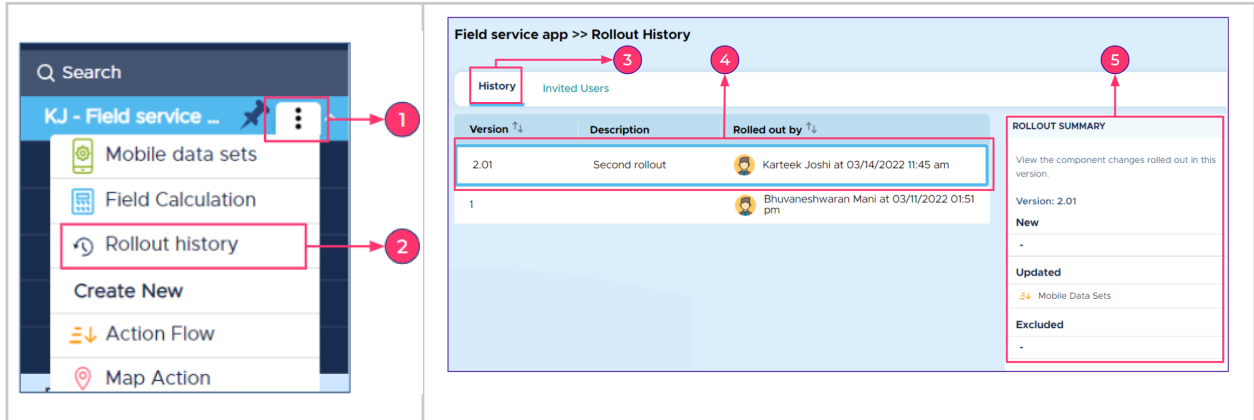 Search
KJ - Field service ...
1
Mobile data sets
Field Calculation
Rollout history
2
Create New
Action Flow
Map Action
Field service app >> Rollout History
3
4
5
History
Invited Users
Version
Description
Rolled out by
2.01
Second rollout
Karteek Joshi at 03/14/2022 11:45 am
1
Bhuvaneshwaran Mani at 03/11/2022 01:51
pm
ROLLOUT SUMMARY
View the component changes rolled out in this
version.
Version: 2.01
New
-
Updated
Mobile Data Sets
Excluded
-